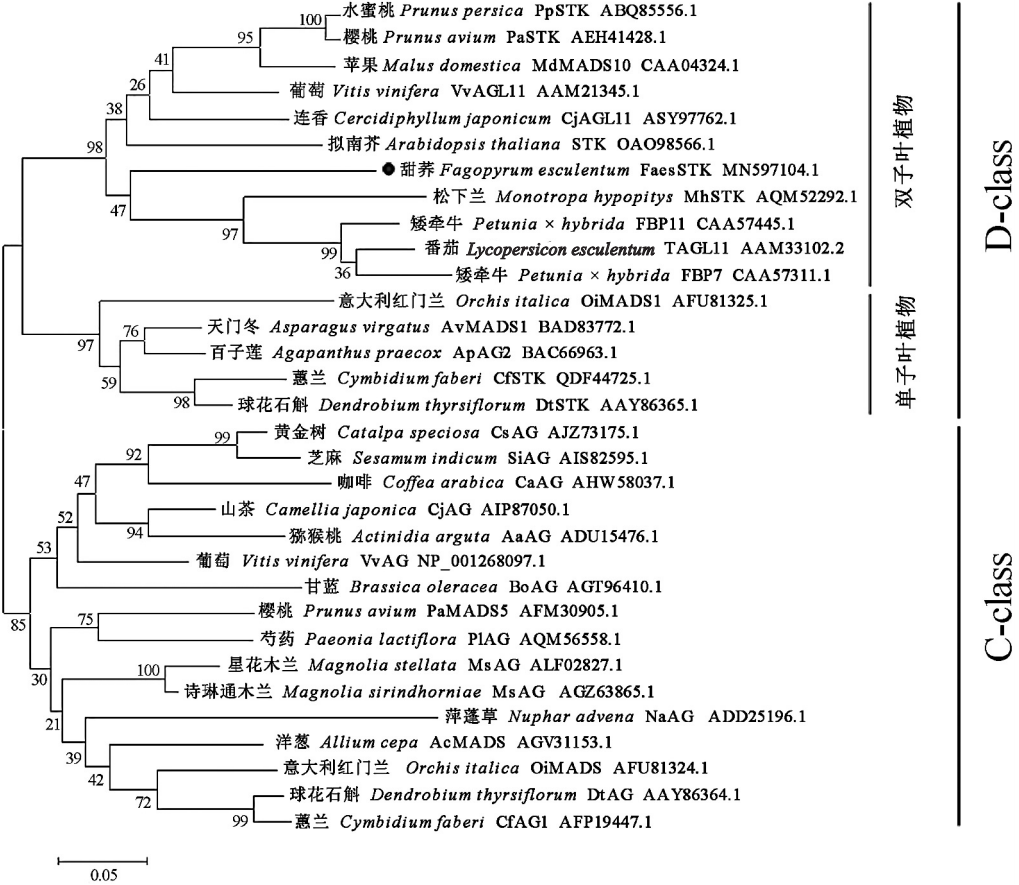 水蜜桃 Prunus persica PpSTK ABQ85556.1
100
樱桃 Prunus avium PaSTK AEH41428.1
95
苹果 Malus domestica MdMADS10 CAA04324.1
41
葡萄 Vitis vinifera VvAGL11 AAM21345.1
26
连香 Cercidiphyllum japonicum CjAGL11 ASY97762.1
38
拟南芥 Arabidopsis thaliana STK OAO98566.1
98
甜荞 Fagopyrum esculentum FaesSTK MN597104.1
47
松下兰 Monotropa hypopitys MhSTK AQM52292.1
97
矮牵牛 Petunia × hybrida FBP11 CAA57445.1
99
番茄 Lycopersicon esculentum TAGL11 AAM33102.2
36
矮牵牛 Petunia × hybrida FBP7 CAA57311.1
双子叶植物
意大利红门兰 Orchis italica OiMADS1 AFU81325.1
97
天门冬 Asparagus virgatus AvMADS1 BAD83772.1
76
百子莲 Agapanthus praecox ApAG2 BAC66963.1
59
蕙兰 Cymbidium faberi CfSTK QDF44725.1
98
球花石斛 Dendrobium thyrsiflorum DtSTK AAY86365.1
单子叶植物
D-class
黄金树 Catalpa speciosa CsAG AJZ73175.1
99
芝麻 Sesamum indicum SiAG AIS82595.1
92
咖啡 Coffea arabica CaAG AHW58037.1
47
山茶 Camellia japonica CjAG AIP87050.1
94
猕猴桃 Actinidia arguta AaAG ADU15476.1
52
葡萄 Vitis vinifera VvAG NP_001268097.1
53
甘蓝 Brassica oleracea BoAG AGT96410.1
85
樱桃 Prunus avium PaMADS5 AFM30905.1
75
芍药 Paeonia lactiflora PlAG AQM56558.1
30
星花木兰 Magnolia stellata MsAG ALF02827.1
100
诗琳通木兰 Magnolia sirindhorniae MsAG AGZ63865.1
21
萍蓬草 Nuphar advena NaAG ADD25196.1
39
洋葱 Allium cepa AcMADS AGV31153.1
42
意大利红门兰 Orchis italica OiMADS AFU81324.1
72
球花石斛 Dendrobium thyrsiflorum DtAG AAY86364.1
99
蕙兰 Cymbidium faberi CfAG1 AFP19447.1
C-class
0.05